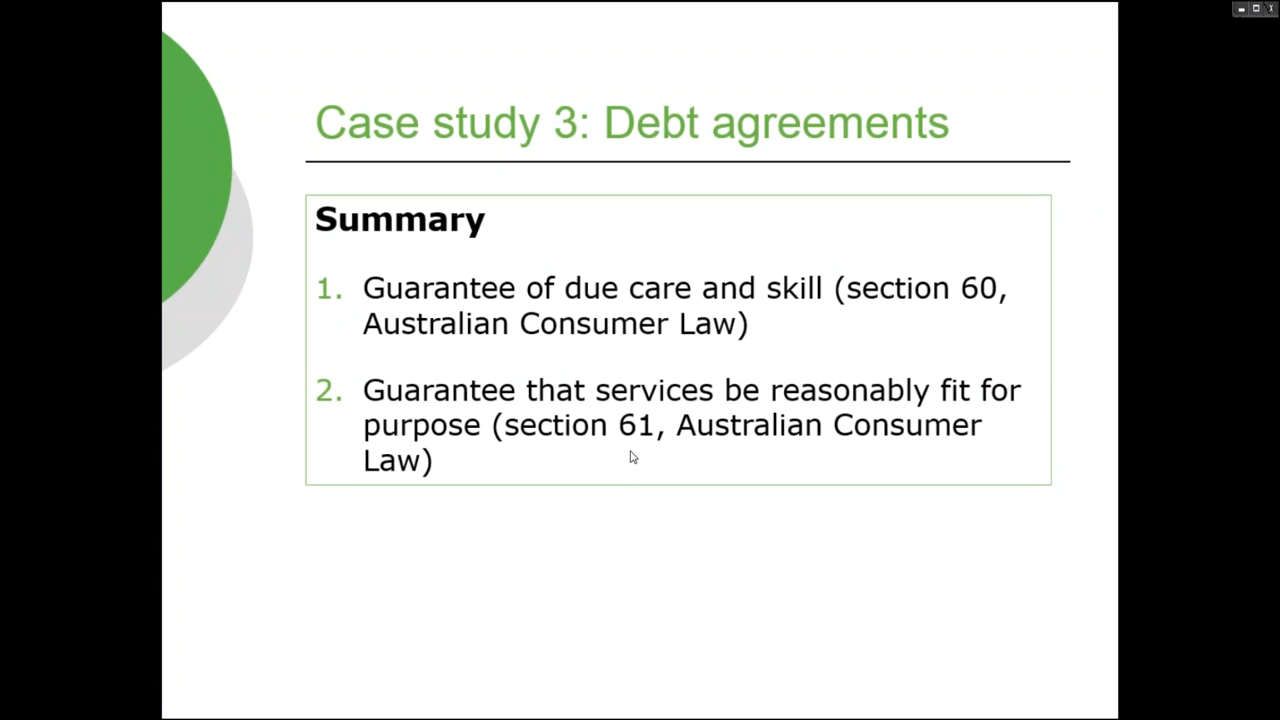 Case study 3: Debt agreements
Summary
1. Guarantee of due care and skill (section 60,
Australian Consumer Law)
2. Guarantee that services be reasonably fit for
purpose (section 61, Australian Consumer
Law)